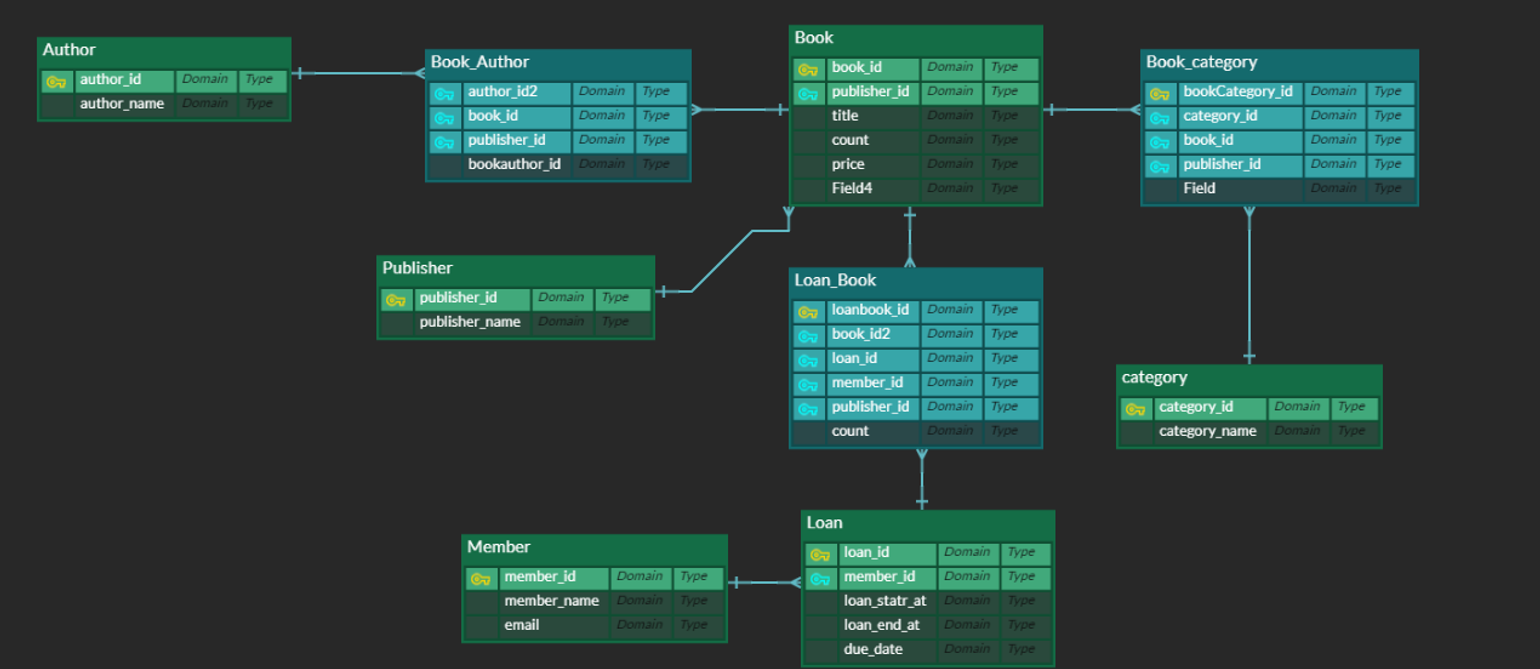 Author
author_id Domain Type
author_name Domain Type
Book_Author
author_id2 Domain Type
book_id Domain Type
publisher_id Domain Type
bookauthor_id Domain Type
Book
book_id Domain Type
publisher_id Domain Type
title Domain Type
count Domain Type
price Domain Type
Field4 Domain Type
Book_category
bookCategory_id Domain Type
category_id Domain Type
book_id Domain Type
publisher_id Domain Type
Field Domain Type
Publisher
publisher_id Domain Type
publisher_name Domain Type
Loan_Book
loanbook_id Domain Type
book_id2 Domain Type
loan_id Domain Type
member_id Domain Type
publisher_id Domain Type
count Domain Type
category
category_id Domain Type
category_name Domain Type
Member
member_id Domain Type
member_name Domain Type
email Domain Type
Loan
loan_id Domain Type
member_id Domain Type
loan_statr_at Domain Type
loan_end_at Domain Type
due_date Domain Type